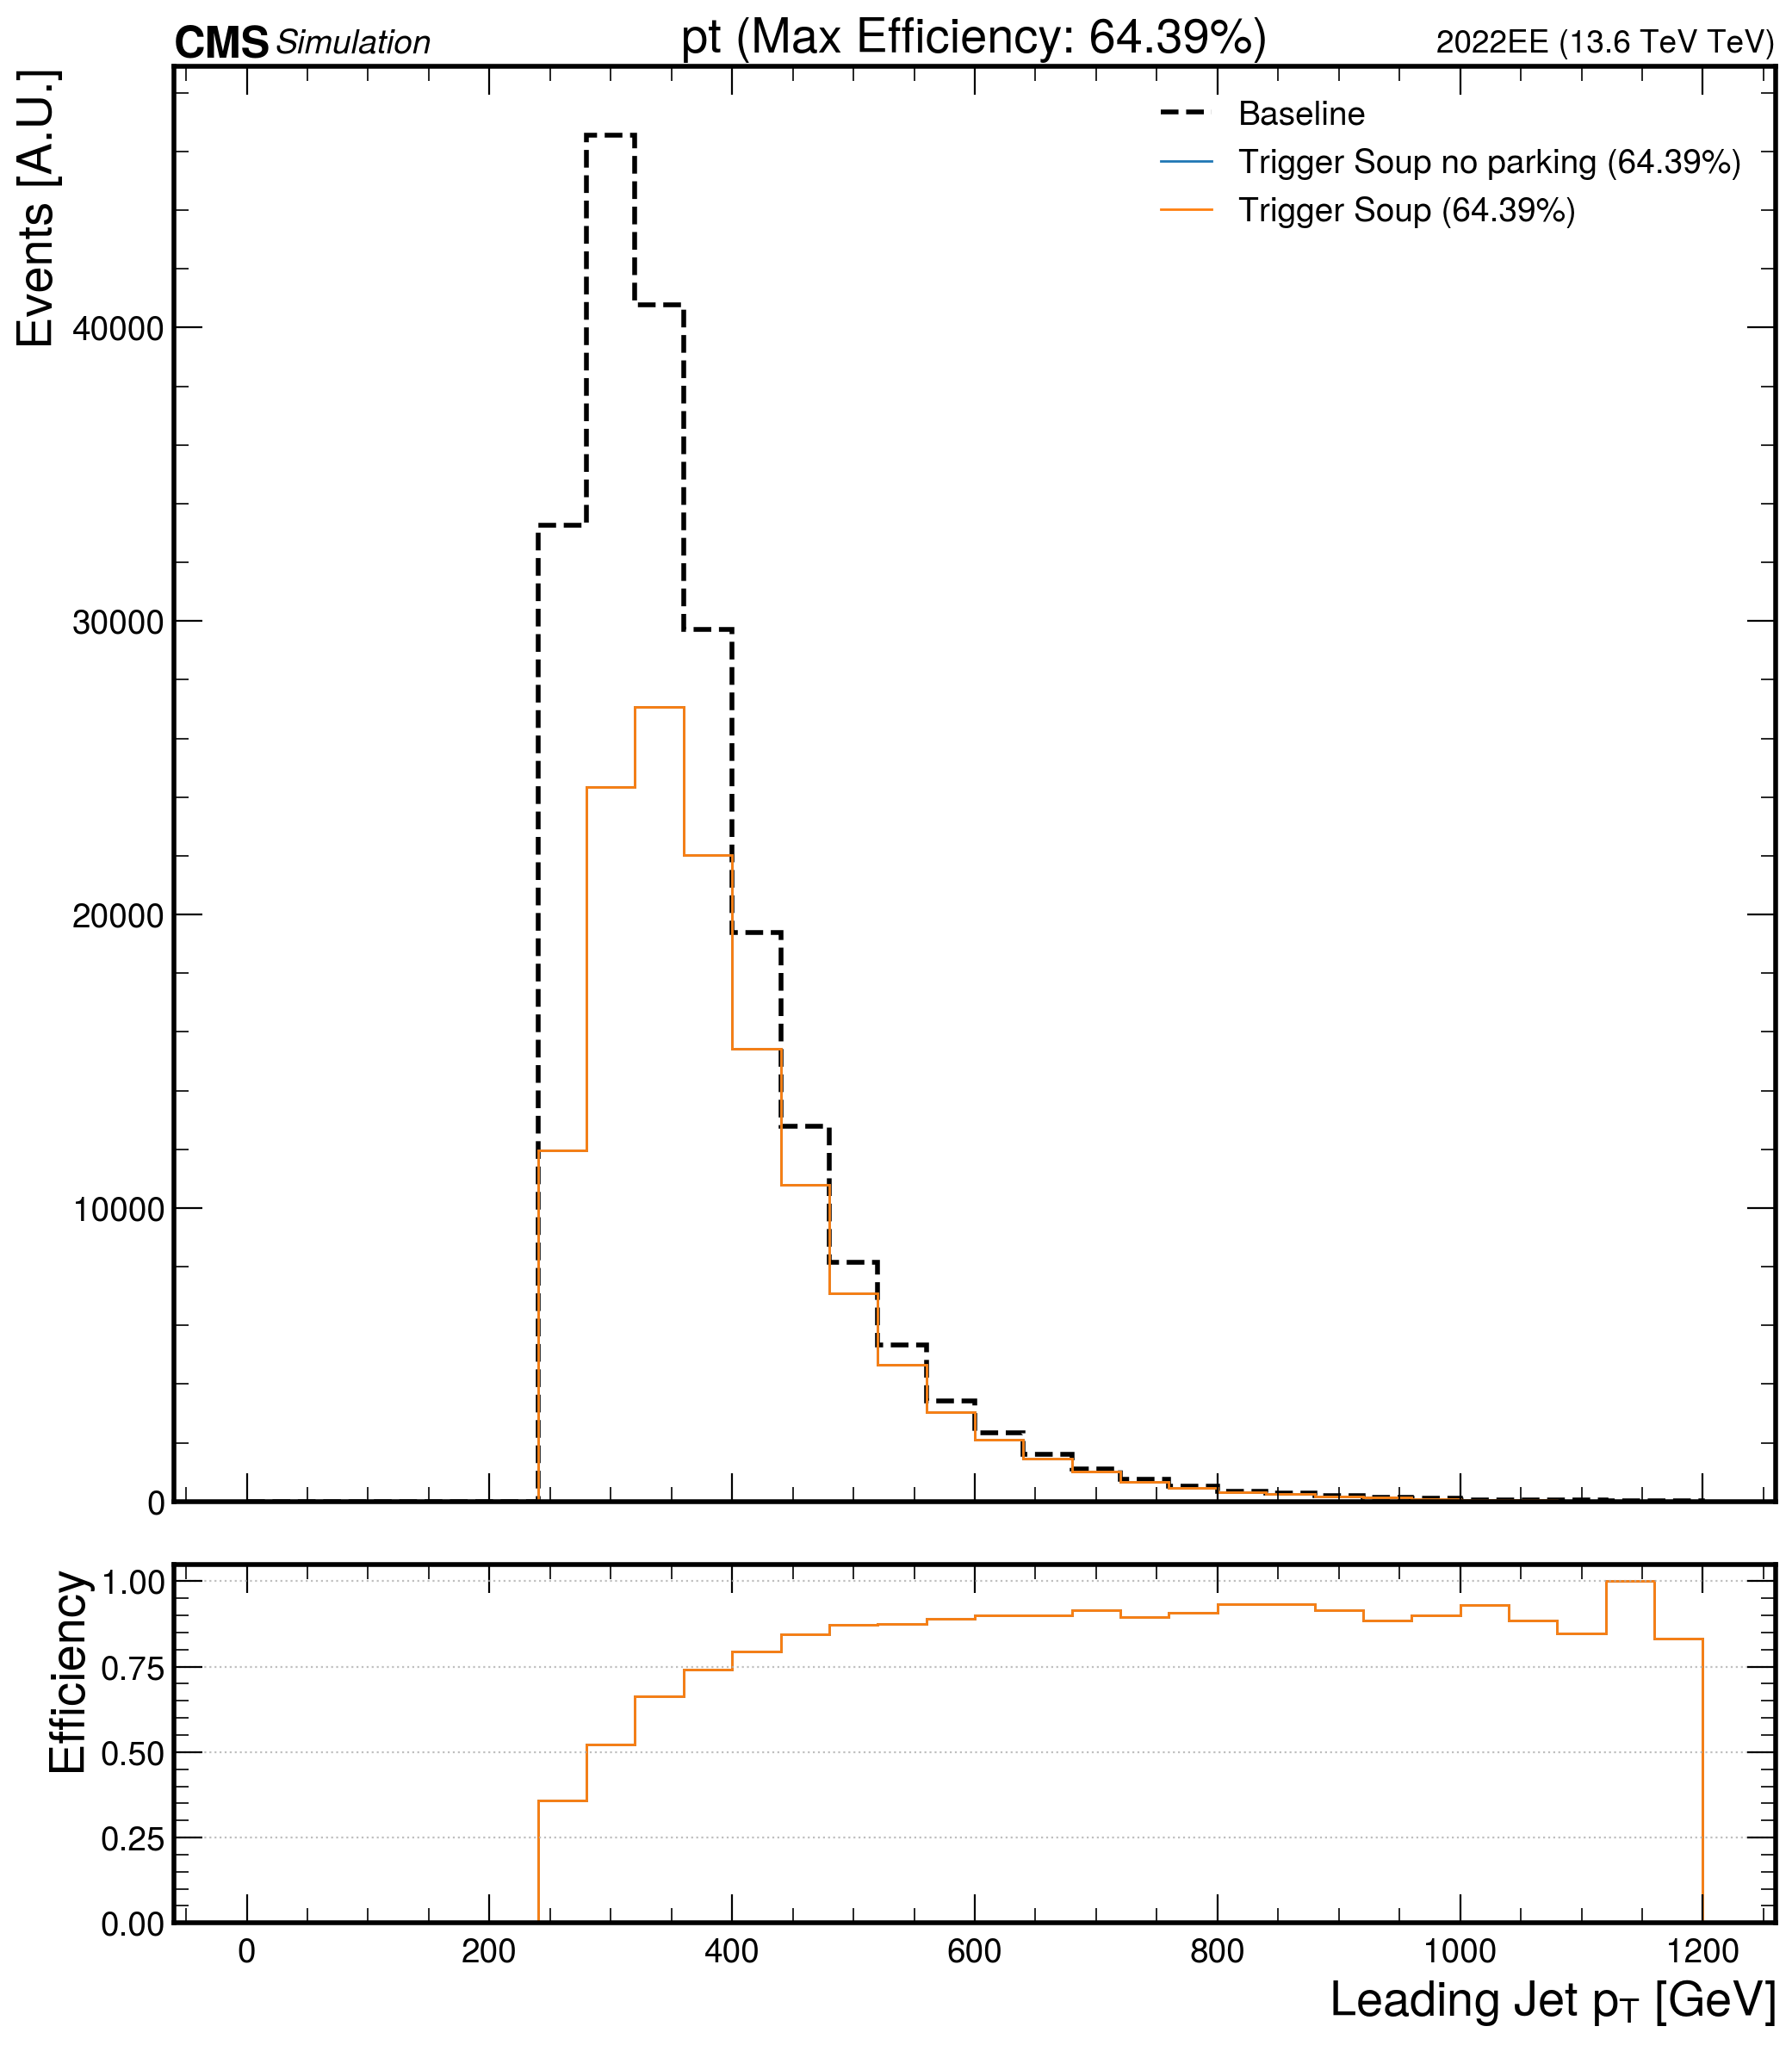 CMS Simulation
pt (Max Efficiency: 64.39%)
2022EE (13.6 TeV TeV)
Events [A.U.]
Baseline
Trigger Soup no parking (64.39%)
Trigger Soup (64.39%)
40000
30000
20000
10000
0
Efficiency
1.00
0.75
0.50
0.25
0.00
0 200 400 600 800 1000 1200
Leading Jet pT [GeV]